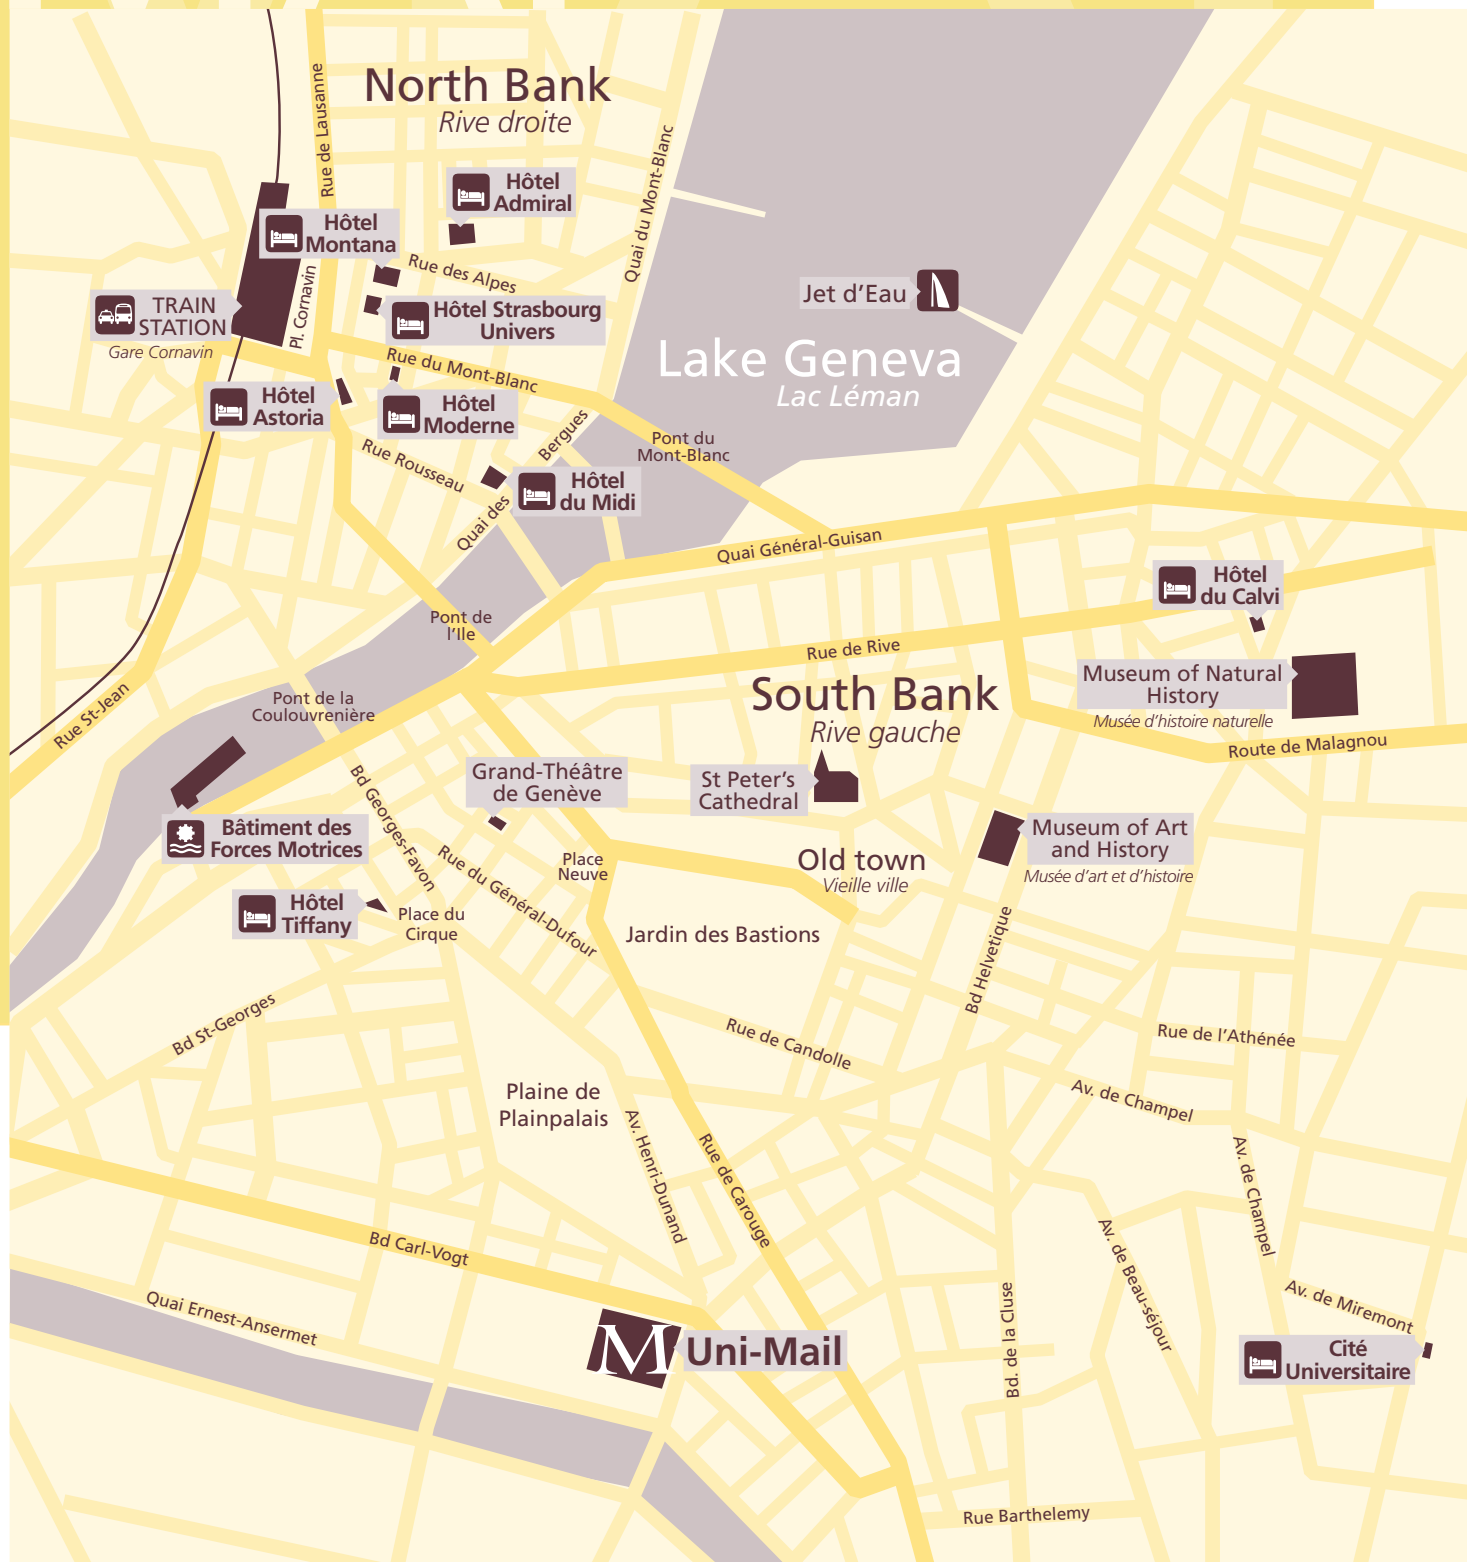 North Bank
Rive droite
Rue de Lausanne
Quai du Mont-Blanc
Hôtel
Admiral
Hôtel
Montana
Rue des Alpes
Pl. Cornavin
TRAIN
STATION
Gare Cornavin
Hôtel Strasbourg
Univers
Jet d'Eau
Lake Geneva
Lac Léman
Rue du Mont-Blanc
Hôtel
Astoria
Hôtel
Moderne
Rue Rousseau
Quai des Bergues
Pont du
Mont-Blanc
Hôtel
du Midi
Quai Général-Guisan
Hôtel
du Calvi
Pont de
l'Ile
Rue de Rive
Museum of Natural
History
Musée d'histoire naturelle
South Bank
Rive gauche
Rue St-Jean
Pont de la
Coulouvrenière
Route de Malagnou
Grand-Théâtre
de Genève
St Peter's
Cathedral
Bd Georges-Favon
Bâtiment des
Forces Motrices
Rue du Général-Dufour
Place
Neuve
Old town
Vieille ville
Museum of Art
and History
Musée d'art et d'histoire
Hôtel
Tiffany
Place du
Cirque
Jardin des Bastions
Bd Helvetique
Bd St-Georges
Rue de Candolle
Rue de l'Athénée
Plaine de
Plainpalais
Av. de Champel
Av. Henri-Dunand
Rue de Carouge
Av. de Champel
Av. de Beau-séjour
Bd Carl-Vogt
Quai Ernest-Ansermet
Bd. de la Cluse
Av. de Miremont
M
Uni-Mail
Cité
Universitaire
Rue Barthelemy